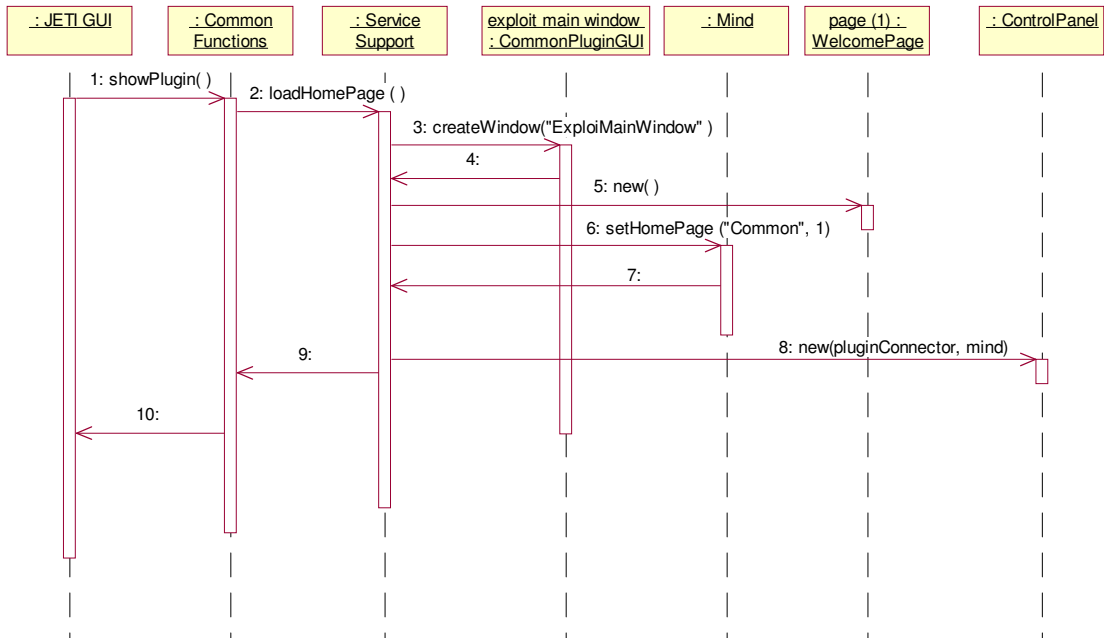 : JETI GUI
: Common
Functions
: Service
Support
exploit main window
: CommonPluginGUI
: Mind
page (1) :
WelcomePage
: ControlPanel
1: showPlugin( )
2: loadHomePage ( )
3: createWindow("ExploiMainWindow" )
4:
5: new( )
6: setHomePage ("Common", 1)
7:
8: new(pluginConnector, mind)
9:
10: